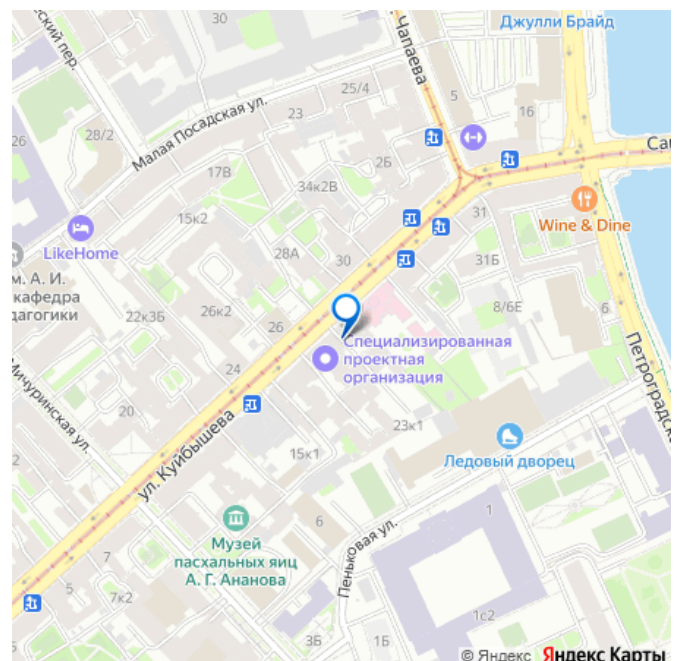 30
Джулли Брайд
ский пер.
Чапаева
25/4
5
16
23
Малая Посадская ул.
26
28/2
2Б
Сам
17В
34к2В
31
15к2
Wine & Dine
LikeHome
28А
30
31Б
м. А. И.
кафедра
дагогики
22к3Б
26к2
26
8/6Е
6
Специализированная
проектная
организация
24
Петроградская
Мичуринская ул.
20
ул. Куйбышева
23к1
15к1
Ледовый дворец
Музей
пасхальных яиц
А. Г. Ананова
6
1
Пеньковая ул.
7
5
7к2
1с2
3Б
1Б
© Яндекс Яндекс Карты